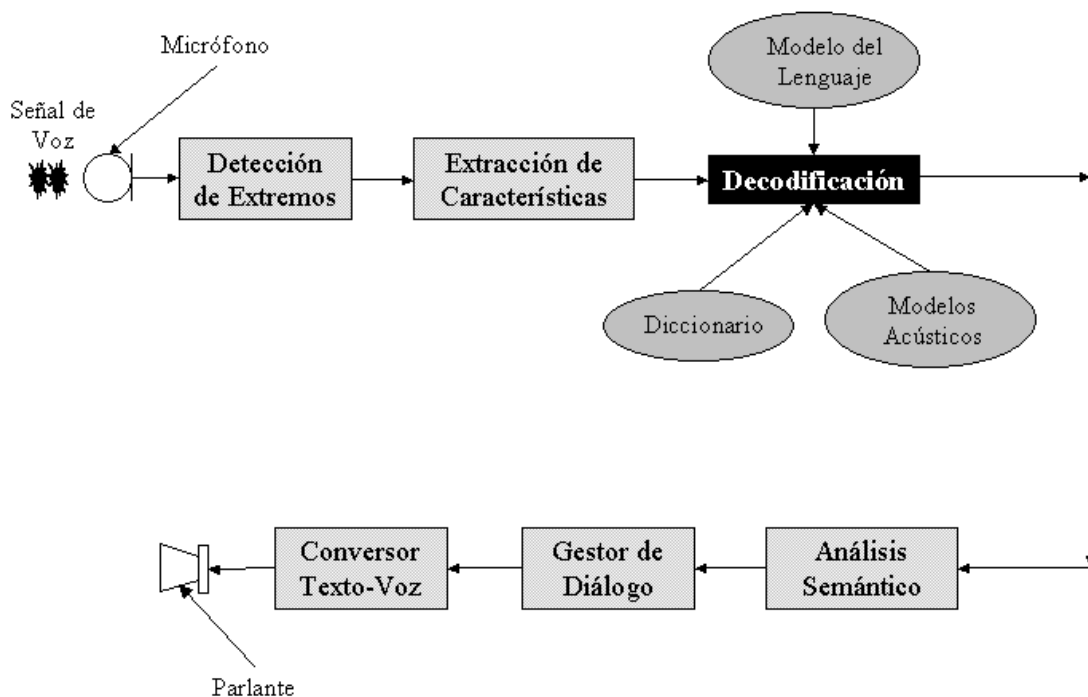 Micrófono
Señal de
Voz
Detección
de Extremos
Extracción de
Características
Modelo del
Lenguaje
Decodificación
Diccionario
Modelos
Acústicos
Conversor
Texto-Voz
Gestor de
Diálogo
Análisis
Semántico
Parlante